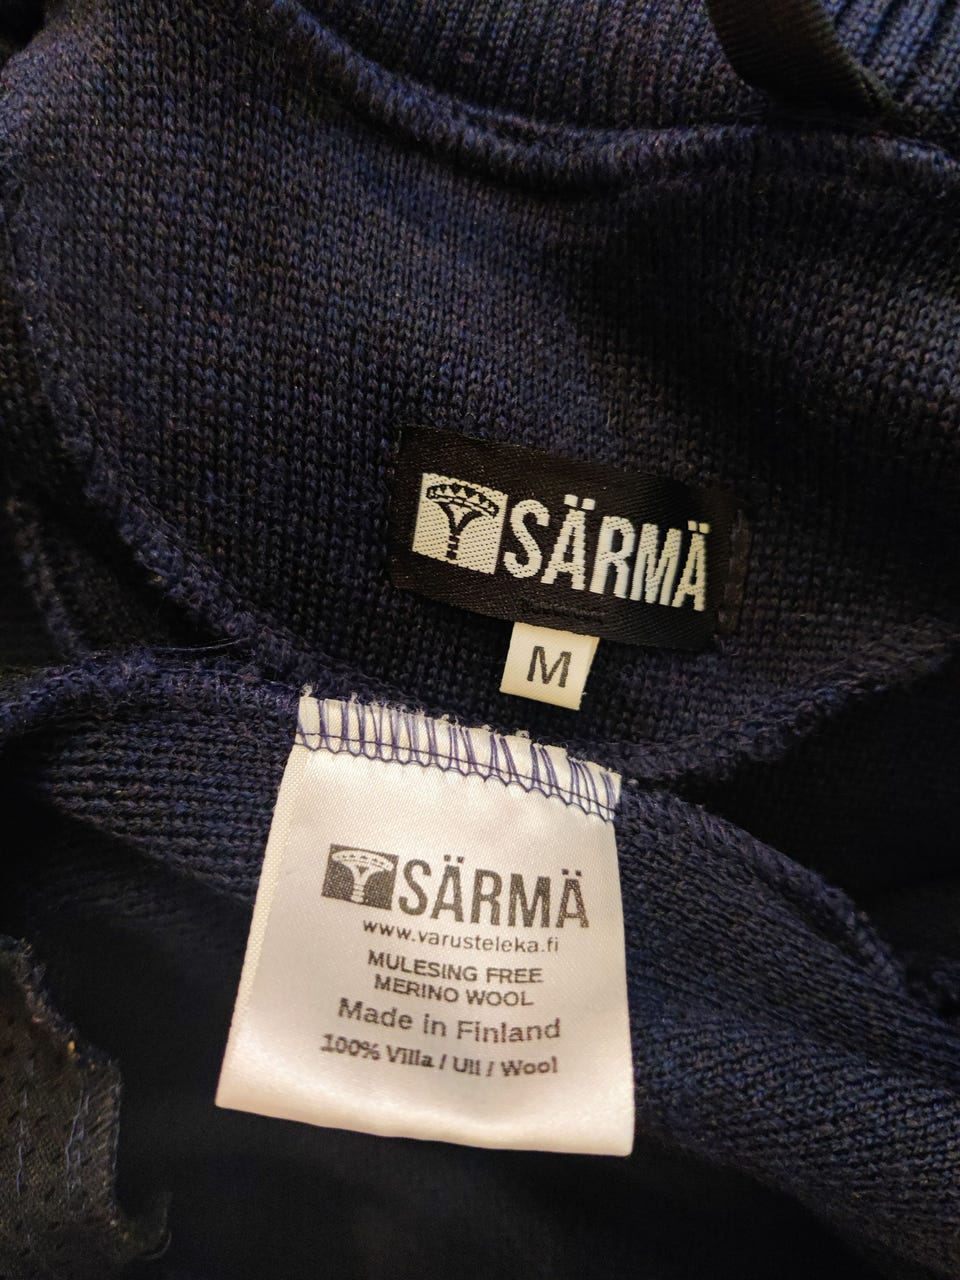 SÄRMÄ
M
SÄRMÄ
www.varusteleka.fi
MULESING FREE
MERINO WOOL
Made in Finland
100% Villa / Ull / Wool